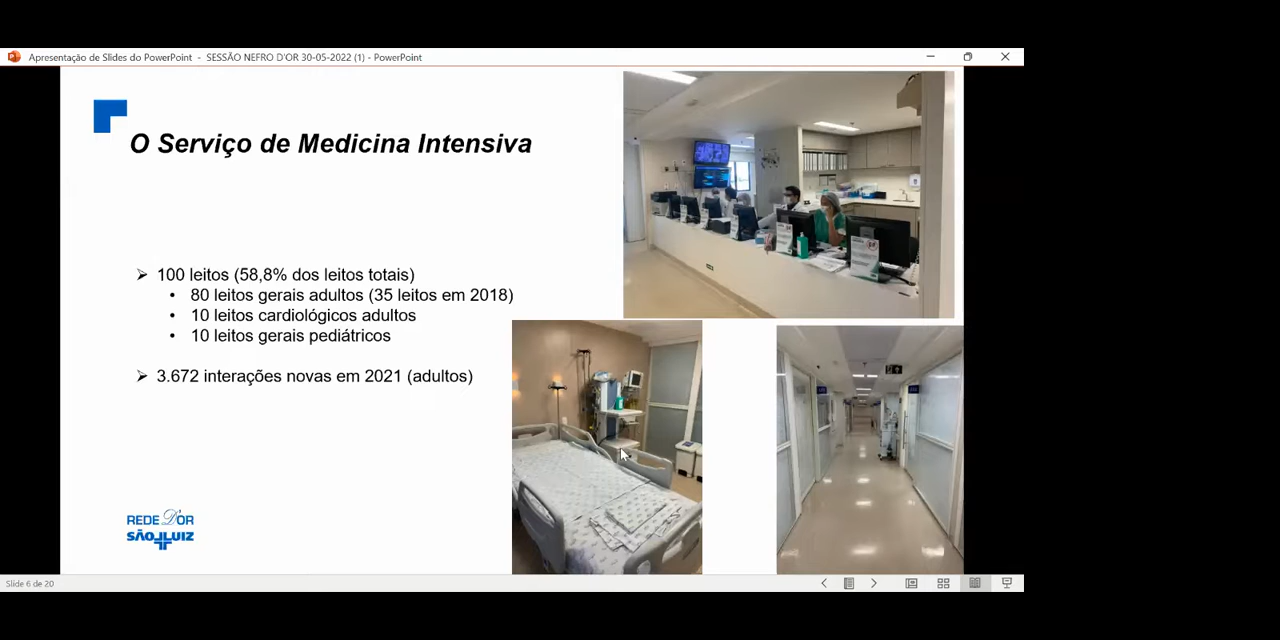 Apresentação de Slides do PowerPoint - SESSÃO NEFRO D'OR 30-05-2022 (1) - PowerPoint
O Serviço de Medicina Intensiva
➢ 100 leitos (58,8% dos leitos totais)
• 80 leitos gerais adultos (35 leitos em 2018)
• 10 leitos cardiológicos adultos
• 10 leitos gerais pediátricos
➢ 3.672 interações novas em 2021 (adultos)
REDE D'OR
SÃO LUIZ
Slide 6 de 20